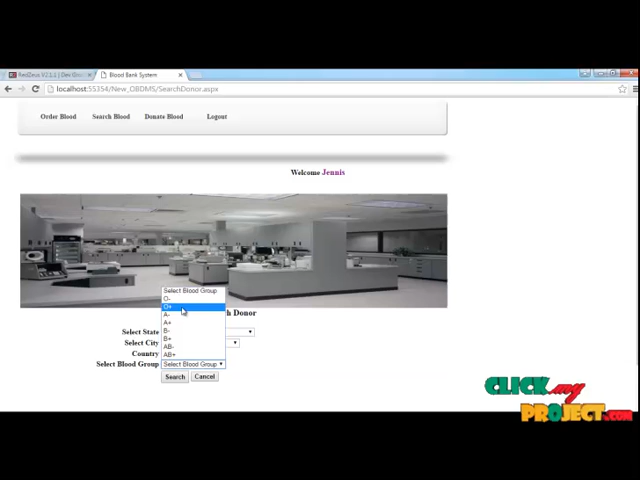 Blood Bank System
localhost:55354/New_OBDMS/SearchDonor.aspx
Order Blood Search Blood Donate Blood Logout
Welcome Jennis
Select Blood Group
O-
O+
A-
A+
B-
B+
AB-
AB+
h Donor
Select State
Select City
Country
Select Blood Group Select Blood Group
Search Cancel
CLICK my
PROJECT.com